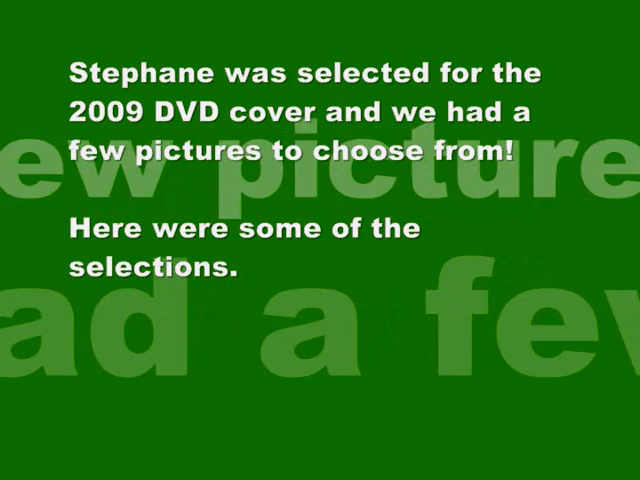 Stephane was selected for the
2009 DVD cover and we had a
few pictures to choose from!
Here were some of the
selections.
ew picture
ad a few